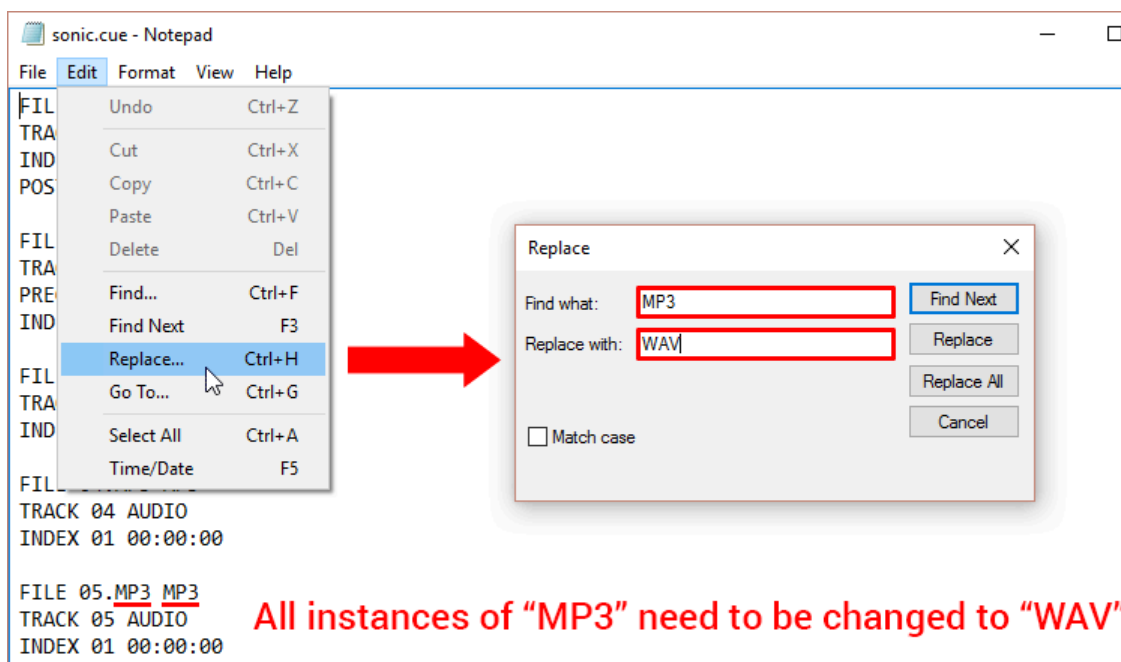 sonic.cue - Notepad
File Edit Format View Help
FIL
TRA
IND
POS
FIL
TRA
PRE
IND
FIL
TRA
IND
FILE
TRACK 04 AUDIO
INDEX 01 00:00:00
FILE 05.MP3 MP3
TRACK 05 AUDIO
INDEX 01 00:00:00
Undo Ctrl+Z
Cut Ctrl+X
Copy Ctrl+C
Paste Ctrl+V
Delete Del
Find... Ctrl+F
Find Next F3
Replace... Ctrl+H
Go To... Ctrl+G
Select All Ctrl+A
Time/Date F5
Replace
Find what: MP3 Find Next
Replace with: WAV Replace
Replace All
Cancel
Match case
All instances of “MP3” need to be changed to “WAV”